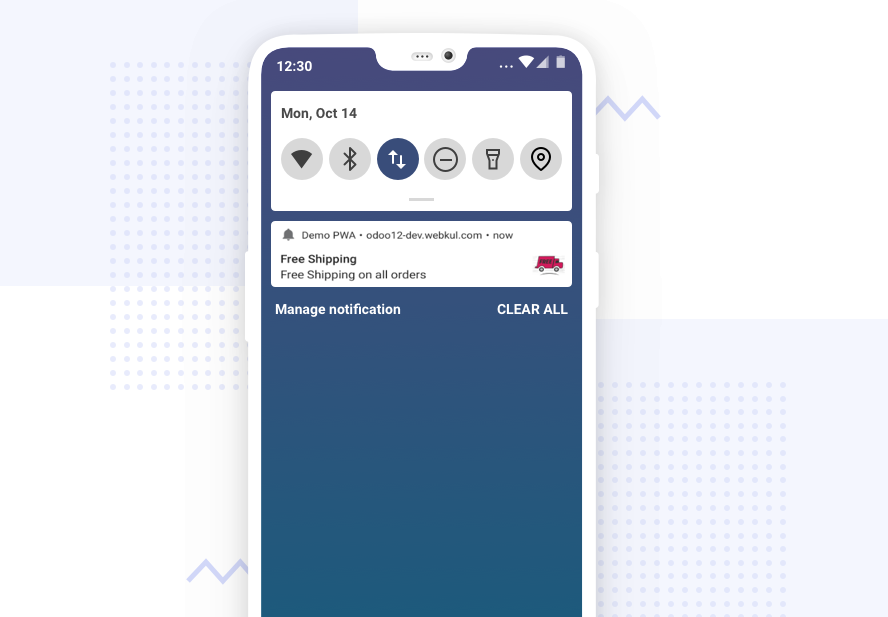 12:30
Mon, Oct 14
Demo PWA • odoo12-dev.webkul.com • now
Free Shipping
Free Shipping on all orders
Manage notification CLEAR ALL